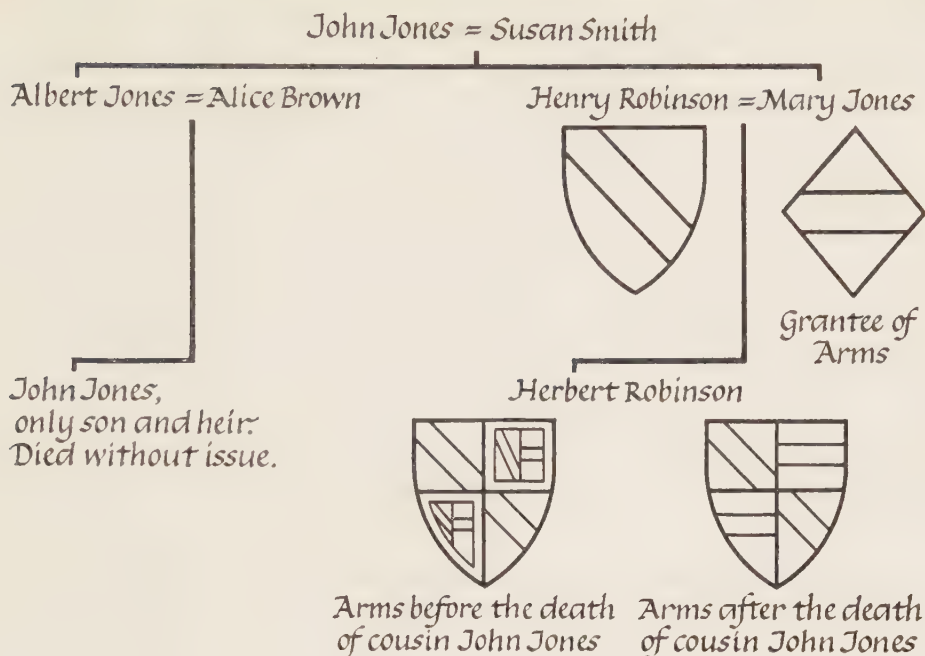 John Jones = Susan Smith
Albert Jones = Alice Brown
Henry Robinson = Mary Jones
Grantee of
Arms
John Jones,
only son and heir.
Died without issue.
Herbert Robinson
Arms before the death
of cousin John Jones
Arms after the death
of cousin John Jones